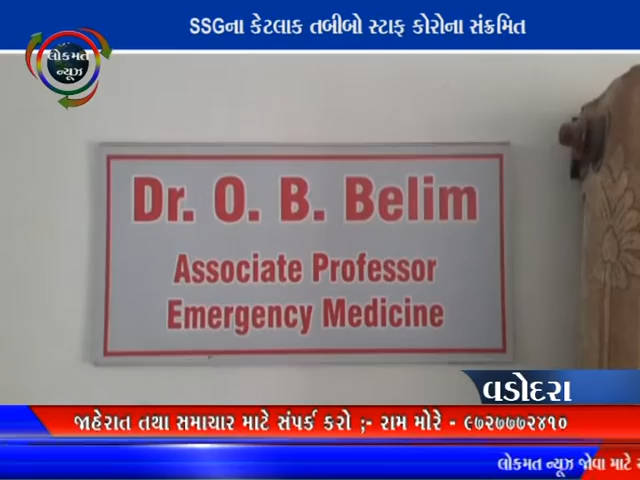 SSGના કેટલાક તબીબો સ્ટાફ કોરોના સંક્રમિત
લોકમત
ન્યૂઝ
Dr. O. B. Belim
Associate Professor
Emergency Medicine
વડોદરા
જાહેરાત તથા સમાચાર માટે સંપર્ક કરો ;- રામ મોરે - ૯૭૨૭૭૭૨૪૧૦
લોકમત ન્યૂઝ જોવા માટે